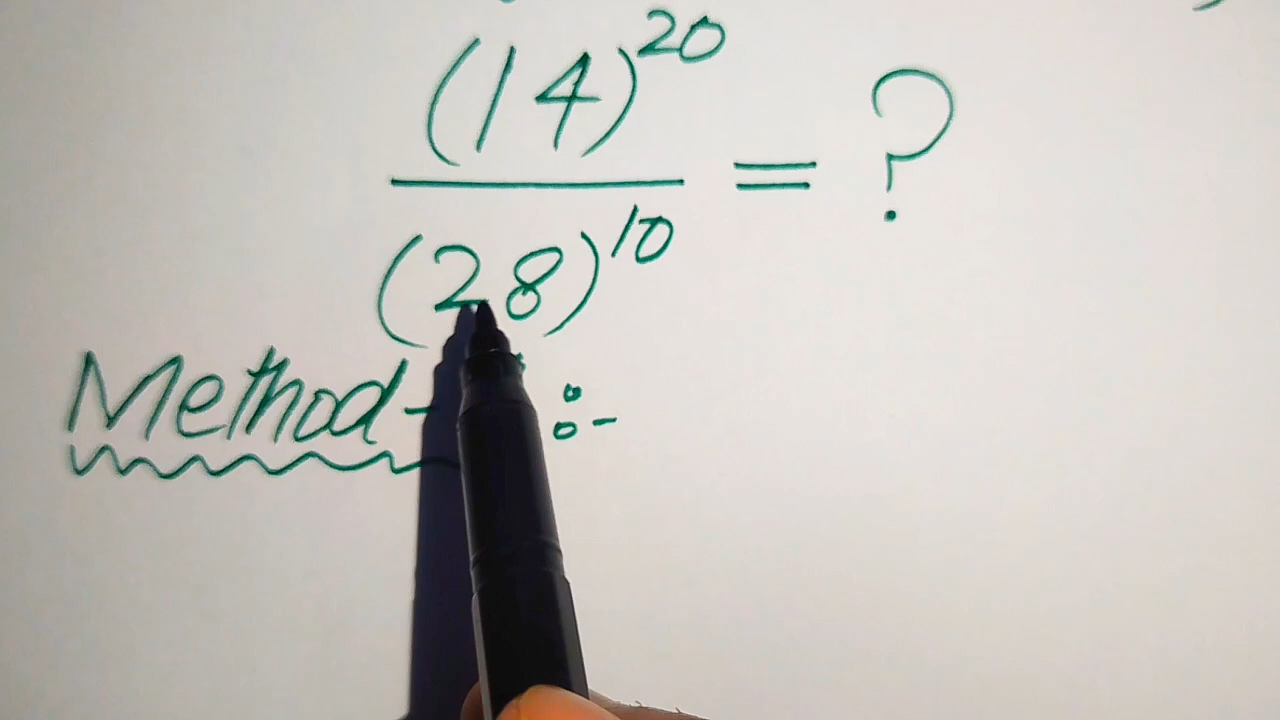 (14)^20
/ (28)^10 = ?
Method- :-